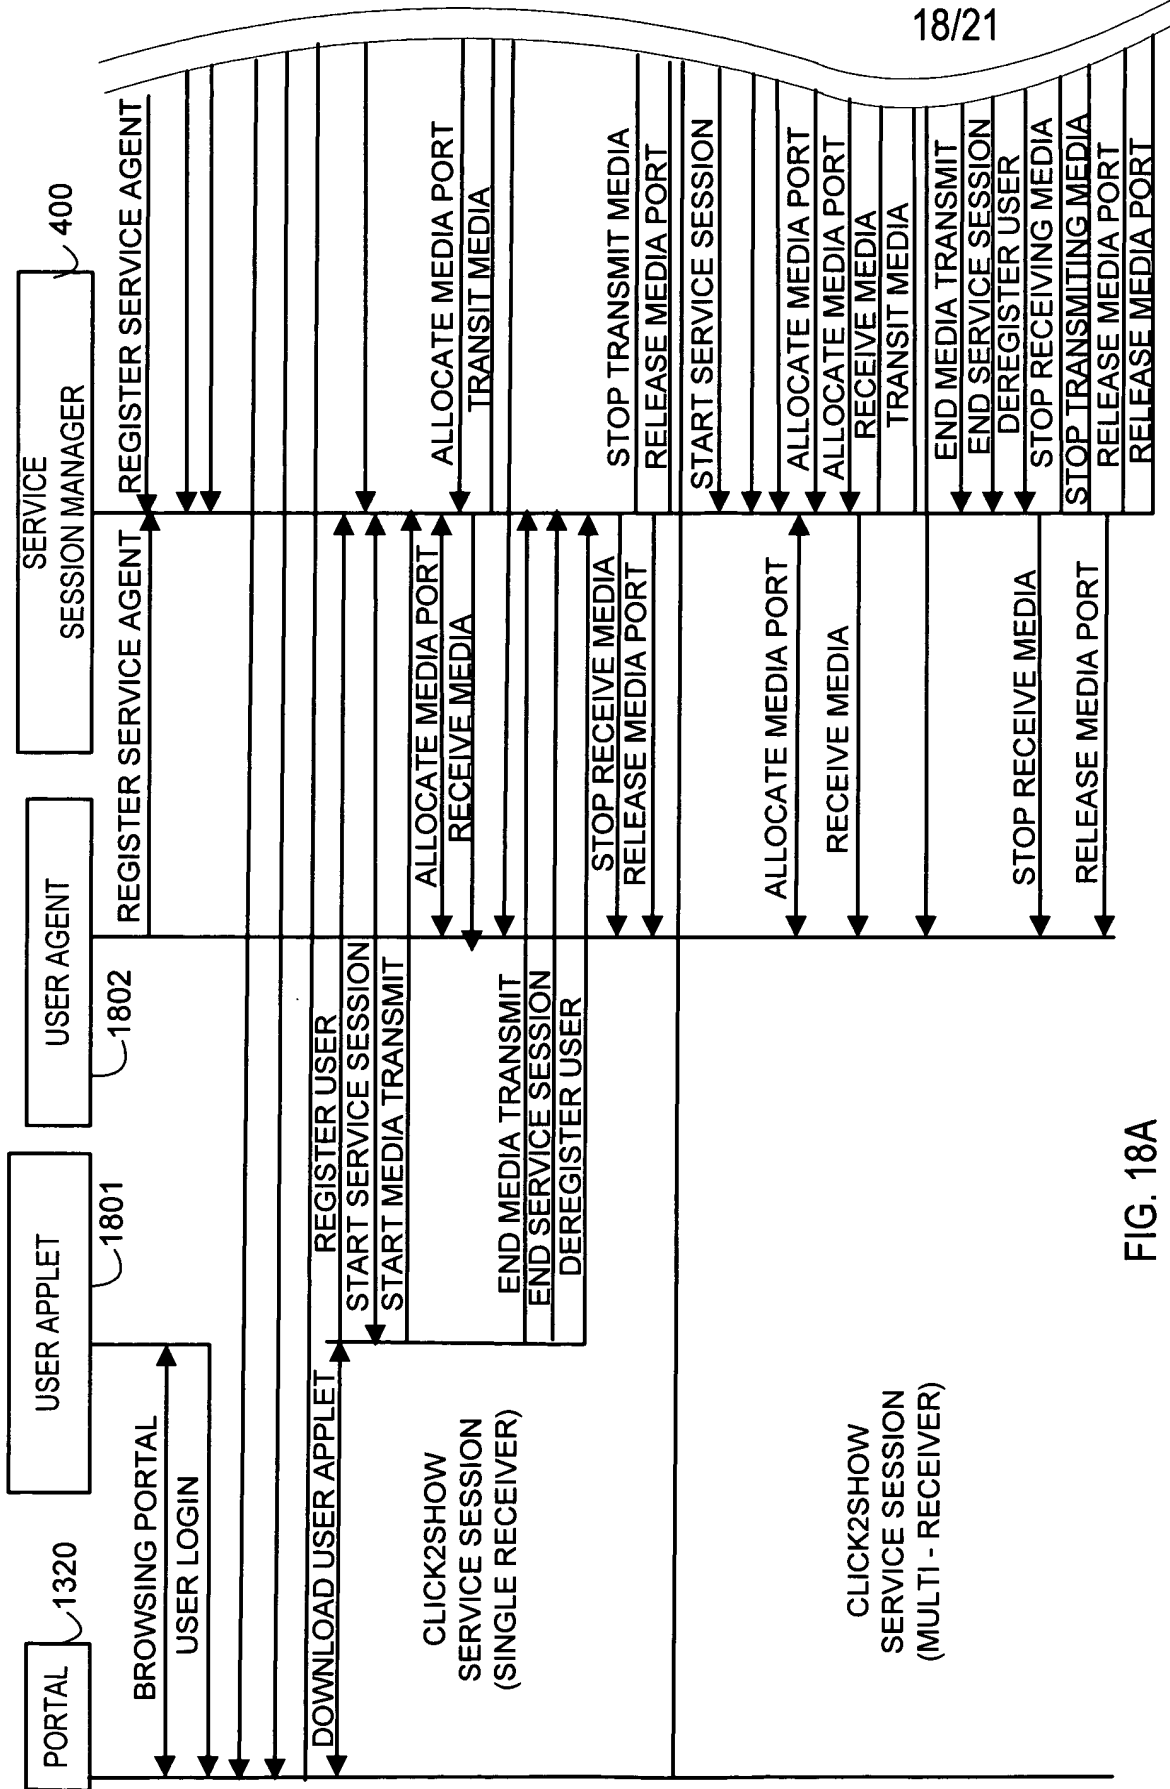 18/21
PORTAL
1320
USER APPLET
1801
USER AGENT
1802
SERVICE
SESSION MANAGER
400
BROWSING PORTAL
USER LOGIN
REGISTER SERVICE AGENT
REGISTER SERVICE AGENT
DOWNLOAD USER APPLET
REGISTER USER
START SERVICE SESSION
START MEDIA TRANSMIT
CLICK2SHOW
SERVICE SESSION
(SINGLE RECEIVER)
ALLOCATE MEDIA PORT
RECEIVE MEDIA
ALLOCATE MEDIA PORT
TRANSIT MEDIA
END MEDIA TRANSMIT
END SERVICE SESSION
DEREGISTER USER
STOP RECEIVE MEDIA
RELEASE MEDIA PORT
STOP TRANSMIT MEDIA
RELEASE MEDIA PORT
START SERVICE SESSION
CLICK2SHOW
SERVICE SESSION
(MULTI - RECEIVER)
ALLOCATE MEDIA PORT
RECEIVE MEDIA
ALLOCATE MEDIA PORT
ALLOCATE MEDIA PORT
RECEIVE MEDIA
TRANSIT MEDIA
END MEDIA TRANSMIT
END SERVICE SESSION
DEREGISTER USER
STOP RECEIVE MEDIA
RELEASE MEDIA PORT
STOP RECEIVING MEDIA
STOP TRANSMITING MEDIA
RELEASE MEDIA PORT
RELEASE MEDIA PORT
FIG. 18A